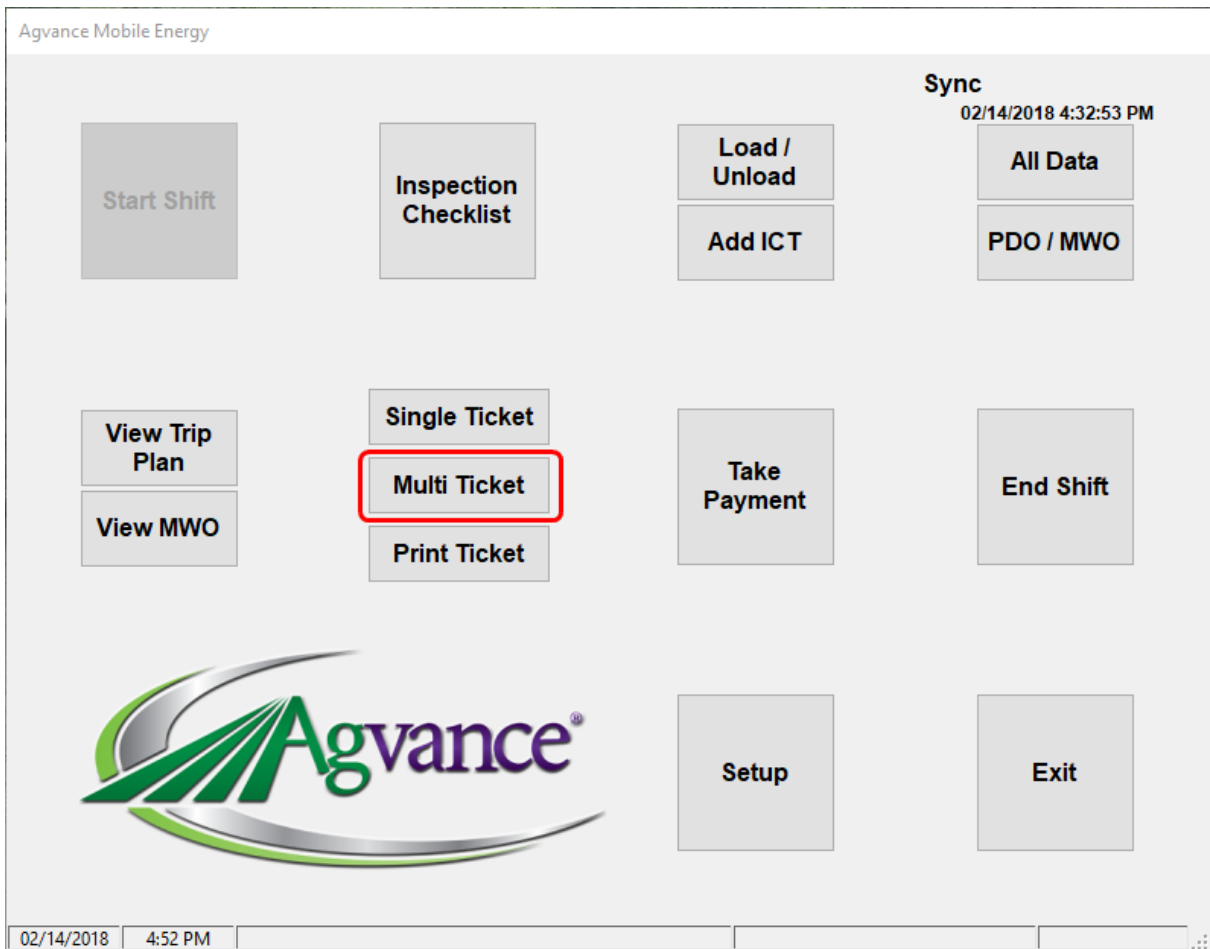 Agvance Mobile Energy
Sync
02/14/2018 4:32:53 PM
Start Shift
Inspection
Checklist
Load /
Unload
Add ICT
All Data
PDO / MWO
View Trip
Plan
View MWO
Single Ticket
Multi Ticket
Print Ticket
Take
Payment
End Shift
Agvance®
Setup
Exit
02/14/2018 4:52 PM